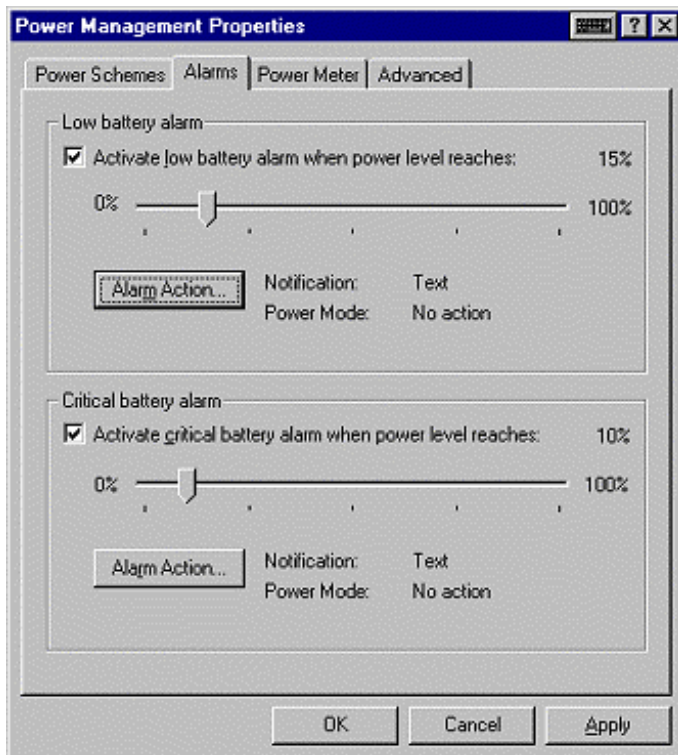 Power Management Properties
Power Schemes Alarms Power Meter Advanced
Low battery alarm
Activate low battery alarm when power level reaches: 15%
0% 100%
Alarm Action... Notification: Text
Power Mode: No action
Critical battery alarm
Activate critical battery alarm when power level reaches: 10%
0% 100%
Alarm Action... Notification: Text
Power Mode: No action
OK Cancel Apply